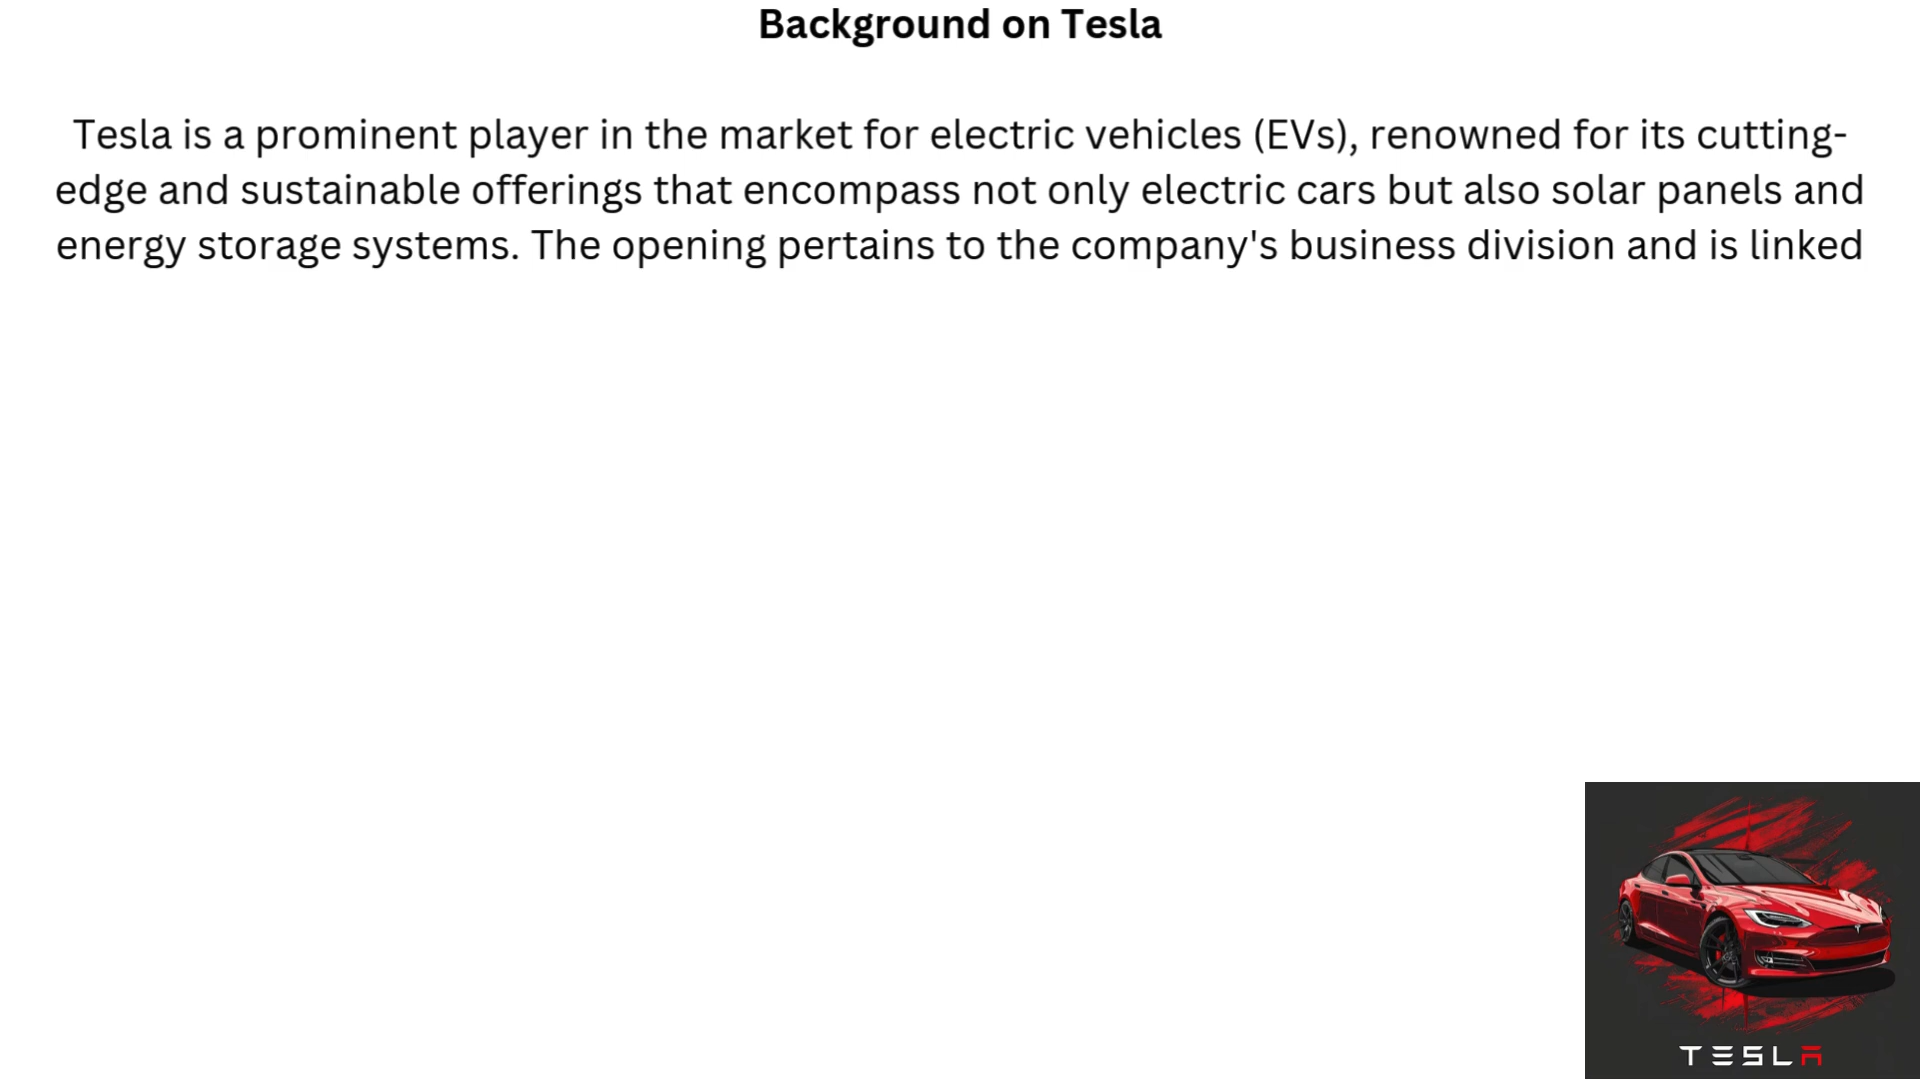 Background on Tesla
Tesla is a prominent player in the market for electric vehicles (EVs), renowned for its cutting-
edge and sustainable offerings that encompass not only electric cars but also solar panels and
energy storage systems. The opening pertains to the company's business division and is linked
TESLA